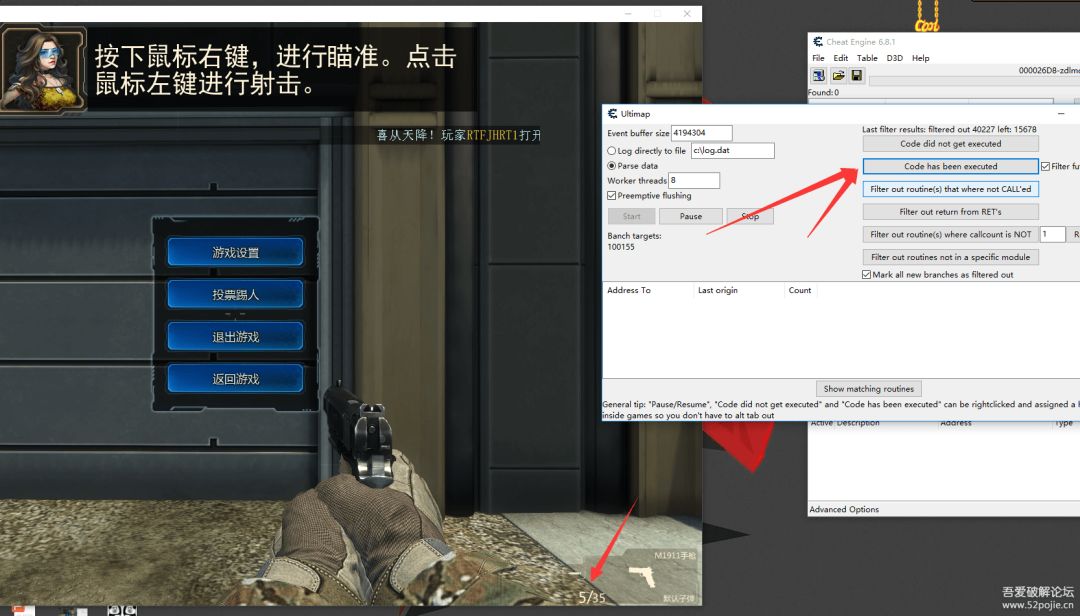 按下鼠标右键，进行瞄准。点击
鼠标左键进行射击。
喜从天降！玩家RTFJHRT1打开
游戏设置
投票踢人
退出游戏
返回游戏
M1911手枪
5/35
默认子弹
Cool
Cheat Engine 6.8.1
File Edit Table D3D Help
000026D8-zdlmc
Found: 0
Ultimap
Event buffer size 4194304
Log directly to file c:\log.dat
Parse data
Worker threads 8
Preemptive flushing
Start Pause Stop
Banch targets:
100155
Last filter results: filtered out 40227 left: 15678
Code did not get executed
Code has been executed
Filter fu
Filter out routine(s) that where not CALL'ed
Filter out return from RET's
Filter out routine(s) where callcount is NOT 1 R
Filter out routines not in a specific module
Mark all new branches as filtered out
Address To Last origin Count
Show matching routines
General tip: "Pause/Resume", "Code did not get executed" and "Code has been executed" can be rightclicked and assigned a h
inside games so you don't have to alt tab out
Active Description Address Type
Advanced Options
吾爱破解论坛
www.52pojie.cn